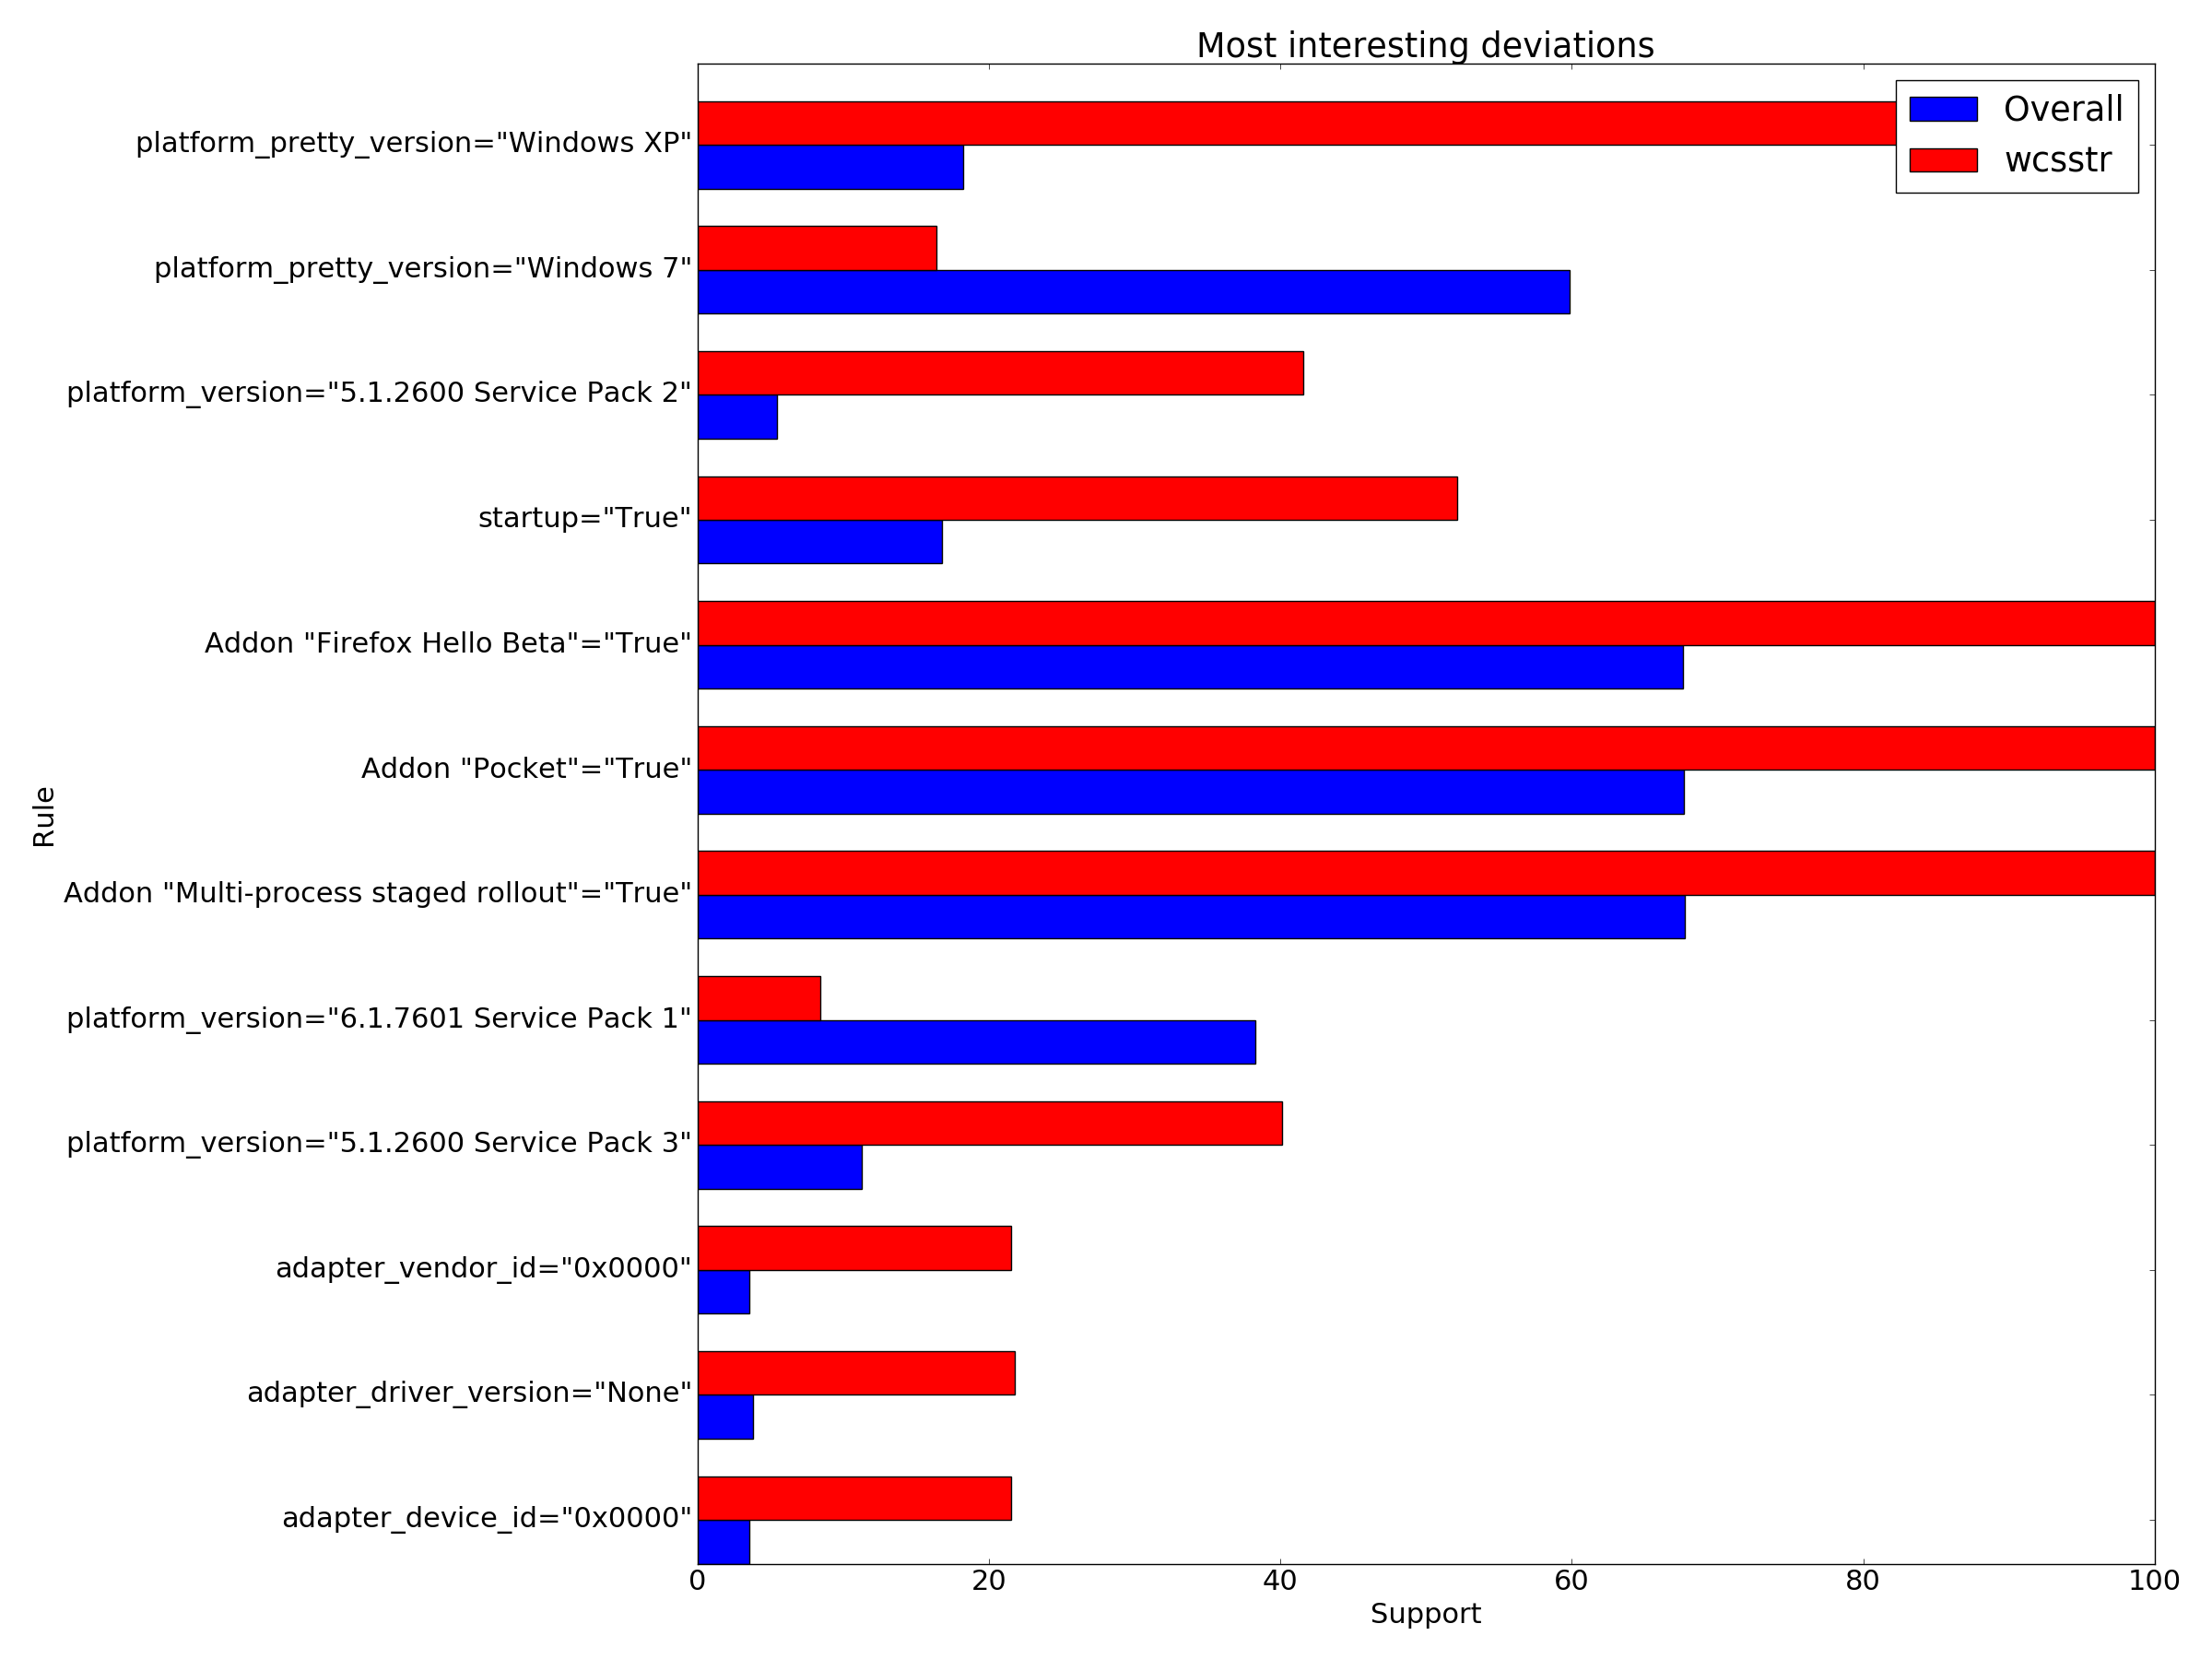 Most interesting deviations
Overall
wcsstr
platform_pretty_version="Windows XP"
platform_pretty_version="Windows 7"
platform_version="5.1.2600 Service Pack 2"
startup="True"
Addon "Firefox Hello Beta"="True"
Addon "Pocket"="True"
Addon "Multi-process staged rollout"="True"
platform_version="6.1.7601 Service Pack 1"
platform_version="5.1.2600 Service Pack 3"
adapter_vendor_id="0x0000"
adapter_driver_version="None"
adapter_device_id="0x0000"
Rule
0 20 40 60 80 100
Support